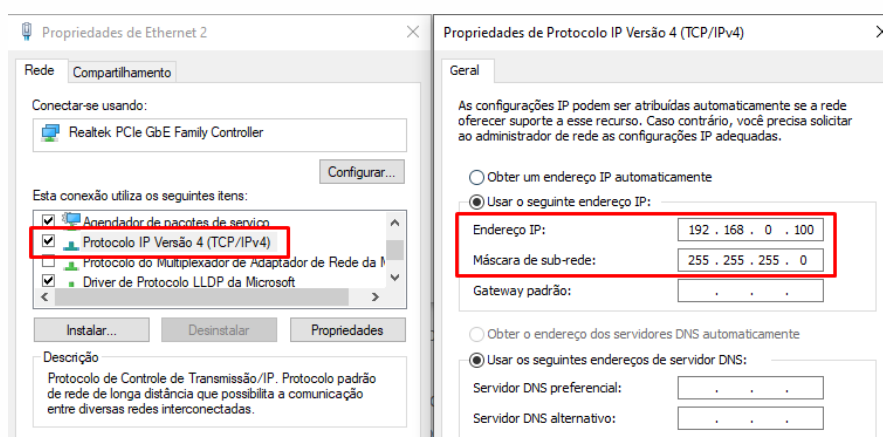 Propriedades de Ethernet 2
Rede
Compartilhamento
Conectar-se usando:
Realtek PCIe GbE Family Controller
Configurar...
Esta conexão utiliza os seguintes itens:
Agendador de pacotes de serviço
Protocolo IP Versão 4 (TCP/IPv4)
Protocolo do Multiplexador de Adaptador de Rede da
Driver de Protocolo LLDP da Microsoft
Instalar...
Desinstalar
Propriedades
Descrição
Protocolo de Controle de Transmissão/IP. Protocolo padrão
de rede de longa distância que possibilita a comunicação
entre diversas redes interconectadas.
Propriedades de Protocolo IP Versão 4 (TCP/IPv4)
Geral
As configurações IP podem ser atribuídas automaticamente se a rede
oferecer suporte a esse recurso. Caso contrário, você precisa solicitar
ao administrador de rede as configurações IP adequadas.
Obter um endereço IP automaticamente
Usar o seguinte endereço IP:
Endereço IP:
192 . 168 . 0 . 100
Máscara de sub-rede:
255 . 255 . 255 . 0
Gateway padrão:
. . .
Obter o endereço dos servidores DNS automaticamente
Usar os seguintes endereços de servidor DNS:
Servidor DNS preferencial:
. . .
Servidor DNS alternativo:
. . .